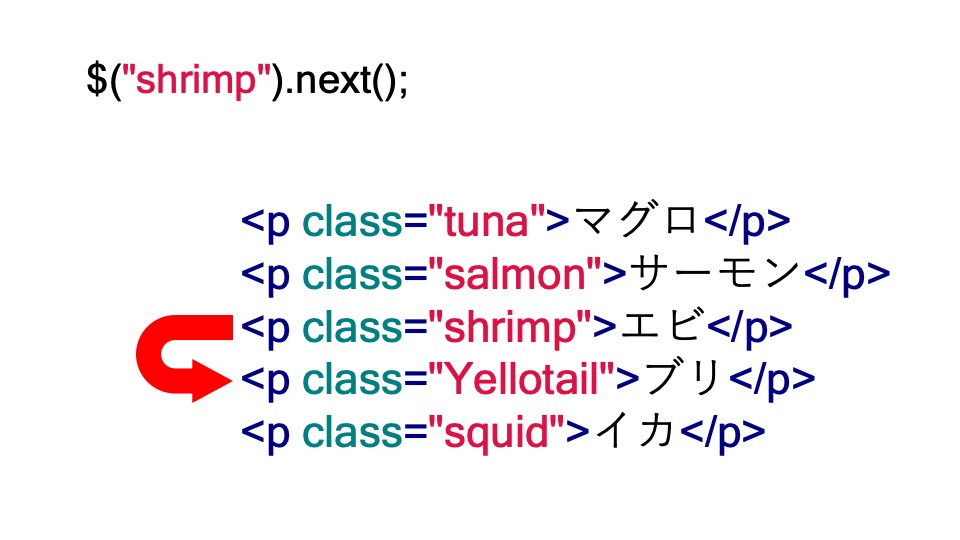 $("shrimp").next();
<p class="tuna">マグロ</p>
<p class="salmon">サーモン</p>
<p class="shrimp">エビ</p>
<p class="Yellotail">ブリ</p>
<p class="squid">イカ</p>